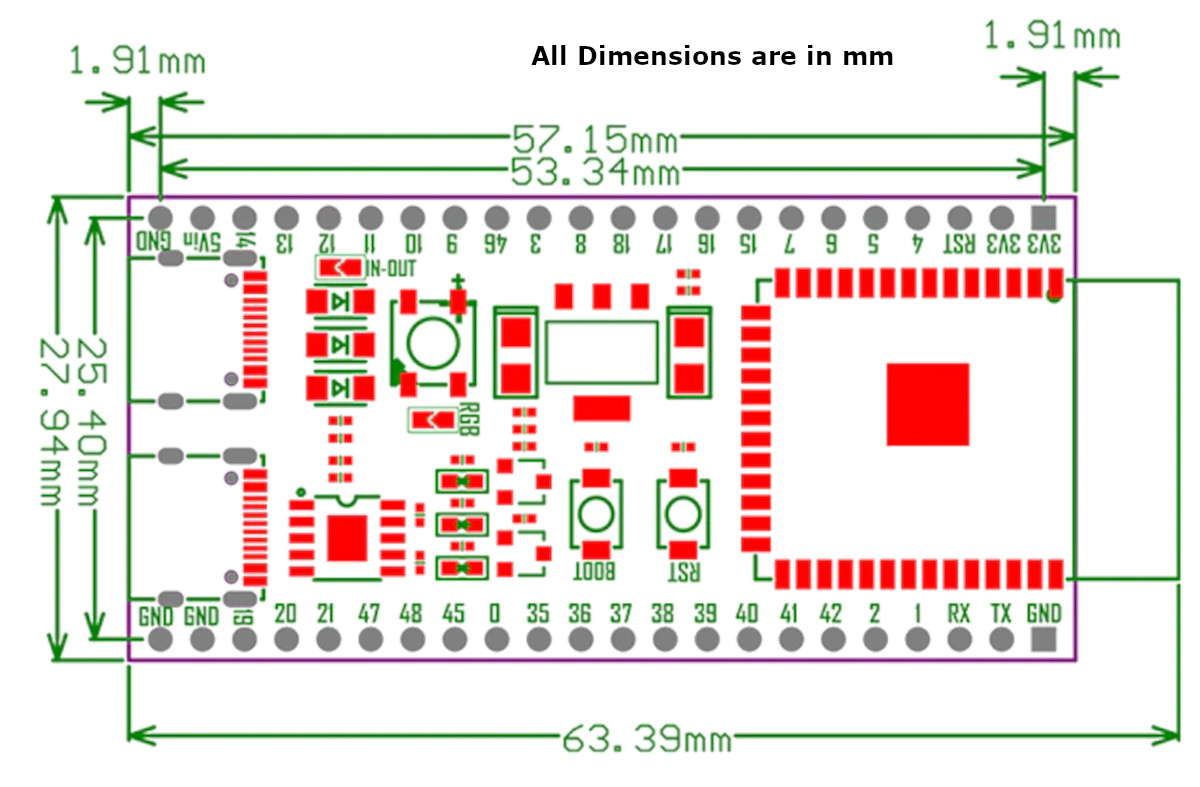 1.91mm
All Dimensions are in mm
1.91mm
57.15mm
53.34mm
GND 5Vin 14 13 12 11 10 9 46 3 8 18 17 16 15 7 6 5 4 RST 3V3 3V3
IN-OUT
+
27.94mm
25.40mm
RGB
BOOT
RST
GND GND 19 20 21 47 48 45 0 35 36 37 38 39 40 41 42 2 1 RX TX GND
63.39mm